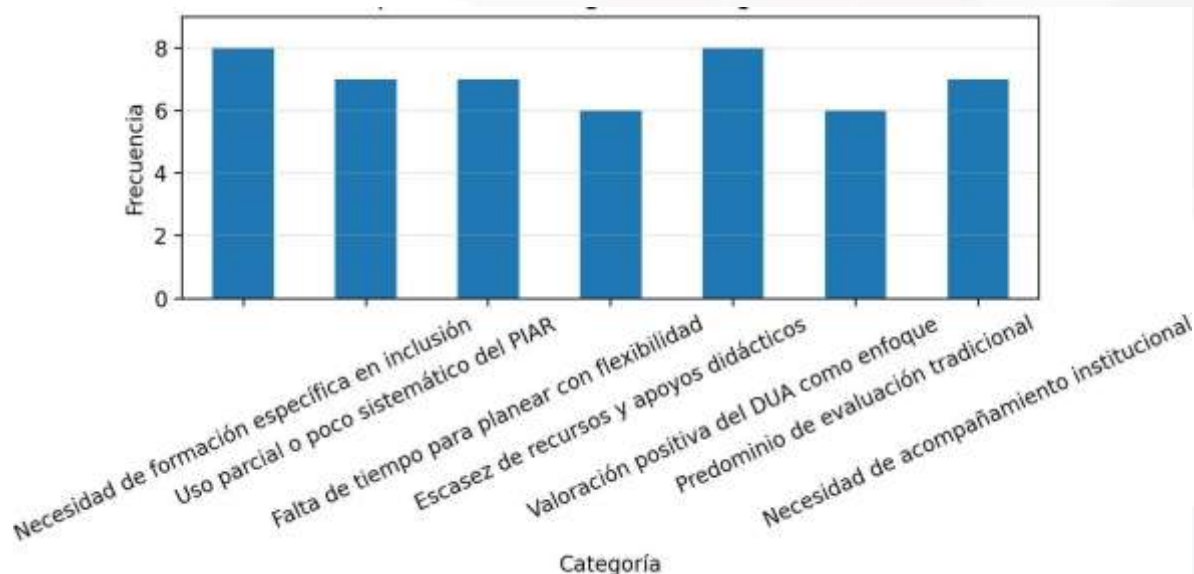 8
6
4
2
0
Frecuencia
Necesidad de formación específica en inclusión
Uso parcial o poco sistemático del PIAR
Falta de tiempo para planear con flexibilidad
Escasez de recursos y apoyos didácticos
Valoración positiva del DUA como enfoque
Predominio de evaluación tradicional
Necesidad de acompañamiento institucional
Categoría